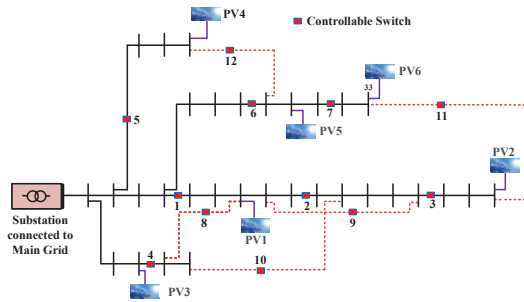 PV4
Controllable Switch
12
PV6
33
5
6
7
PV5
11
PV2
1
2
3
8
PV1
9
Substation
connected to
Main Grid
4
10
PV3